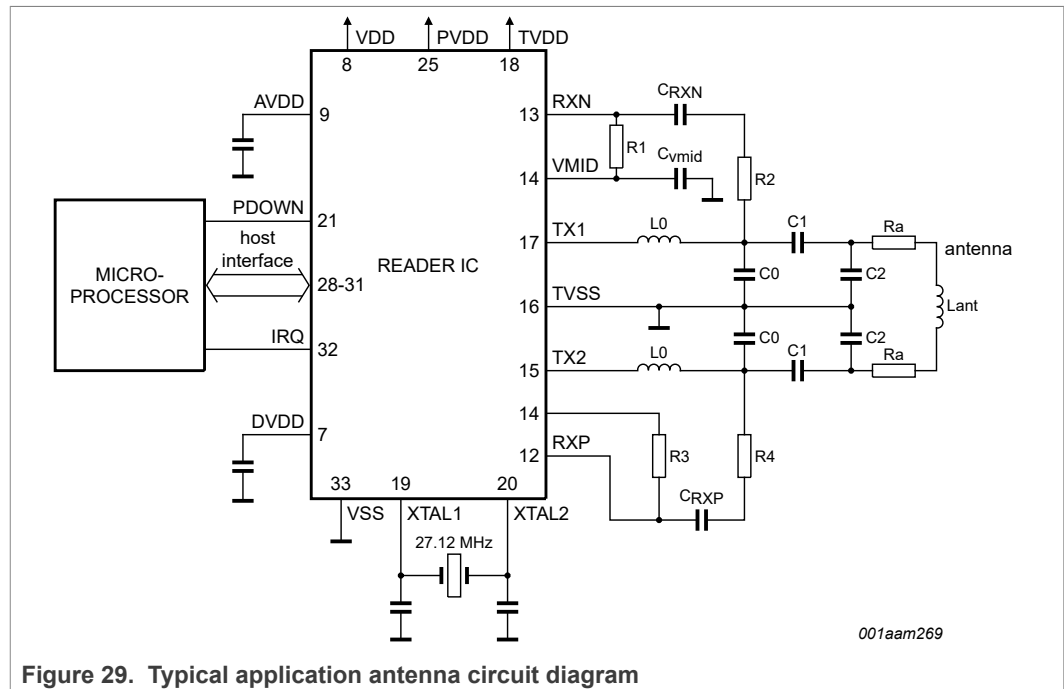 VDD PVDD TVDD
8 25 18
AVDD
9
13
RXN
CRXN
R1
14
VMID
Cvmid
R2
PDOWN
21
host
interface
28-31
MICRO-
PROCESSOR
READER IC
IRQ
32
17
TX1
L0
C1
Ra
antenna
C0
C2
16
TVSS
Lant
C0
C2
15
TX2
L0
C1
Ra
14
12
RXP
R3
R4
CRXP
DVDD
7
33 19 20
VSS XTAL1 XTAL2
27.12 MHz
001aam269
Figure 29. Typical application antenna circuit diagram